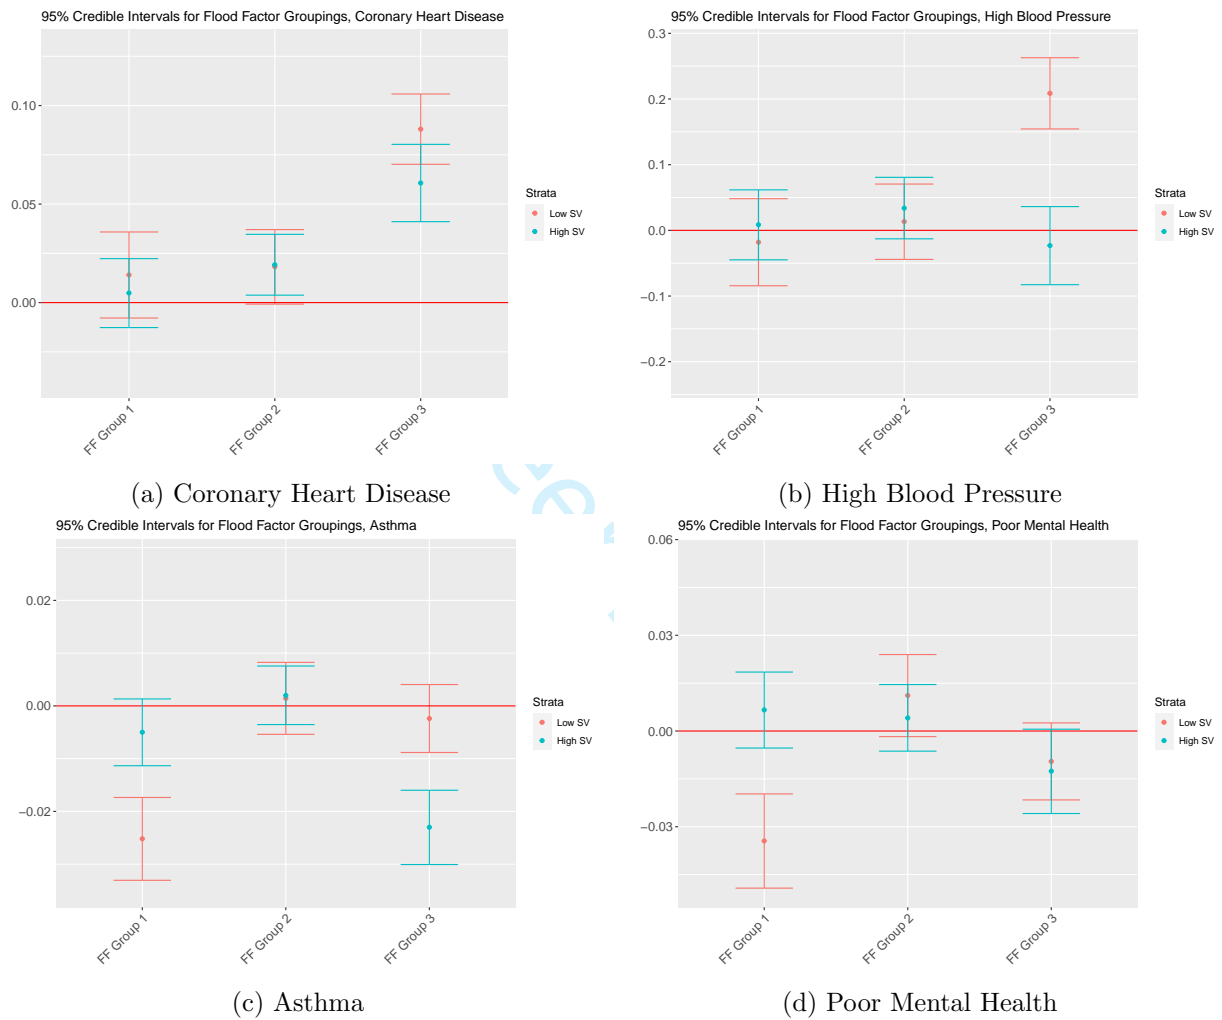 95% Credible Intervals for Flood Factor Groupings, Coronary Heart Disease
0.10
0.05
0.00
FF Group 1
FF Group 2
FF Group 3
Strata
Low SV
High SV
(a) Coronary Heart Disease
95% Credible Intervals for Flood Factor Groupings, High Blood Pressure
0.3
0.2
0.1
0.0
−0.1
−0.2
FF Group 1
FF Group 2
FF Group 3
Strata
Low SV
High SV
(b) High Blood Pressure
95% Credible Intervals for Flood Factor Groupings, Asthma
0.02
0.00
−0.02
FF Group 1
FF Group 2
FF Group 3
Strata
Low SV
High SV
(c) Asthma
95% Credible Intervals for Flood Factor Groupings, Poor Mental Health
0.06
0.03
0.00
−0.03
FF Group 1
FF Group 2
FF Group 3
Strata
Low SV
High SV
(d) Poor Mental Health